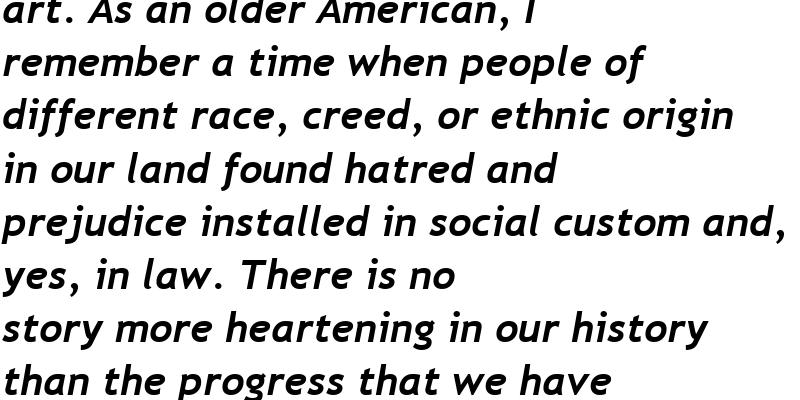 art. As an older American, I
remember a time when people of
different race, creed, or ethnic origin
in our land found hatred and
prejudice installed in social custom and,
yes, in law. There is no
story more heartening in our history
than the progress that we have